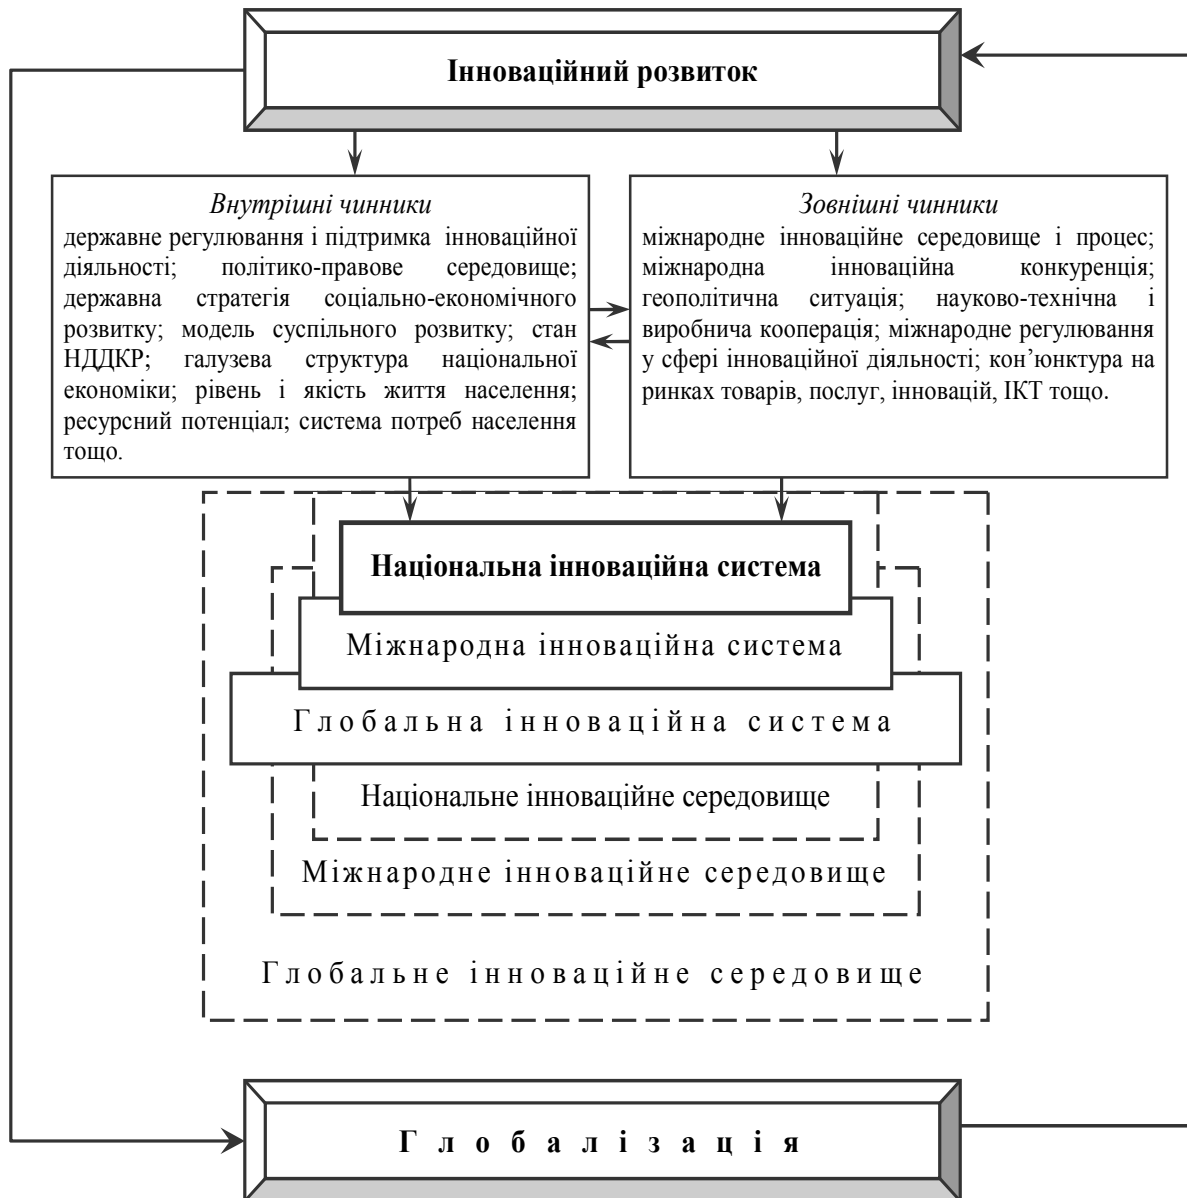 Інноваційний розвиток
Внутрішні чинники
державне регулювання і підтримка інноваційної
діяльності; політико-правове середовище;
державна стратегія соціально-економічного
розвитку; модель суспільного розвитку; стан
НДДКР; галузева структура національної
економіки; рівень і якість життя населення;
ресурсний потенціал; система потреб населення
тощо.
Зовнішні чинники
міжнародне інноваційне середовище і процес;
міжнародна інноваційна конкуренція;
геополітична ситуація; науково-технічна і
виробнича кооперація; міжнародне регулювання
у сфері інноваційної діяльності; кон’юнктура на
ринках товарів, послуг, інновацій, ІКТ тощо.
Національна інноваційна система
Міжнародна інноваційна система
Глобальна інноваційна система
Національне інноваційне середовище
Міжнародне інноваційне середовище
Глобальне інноваційне середовище
Глобалізація